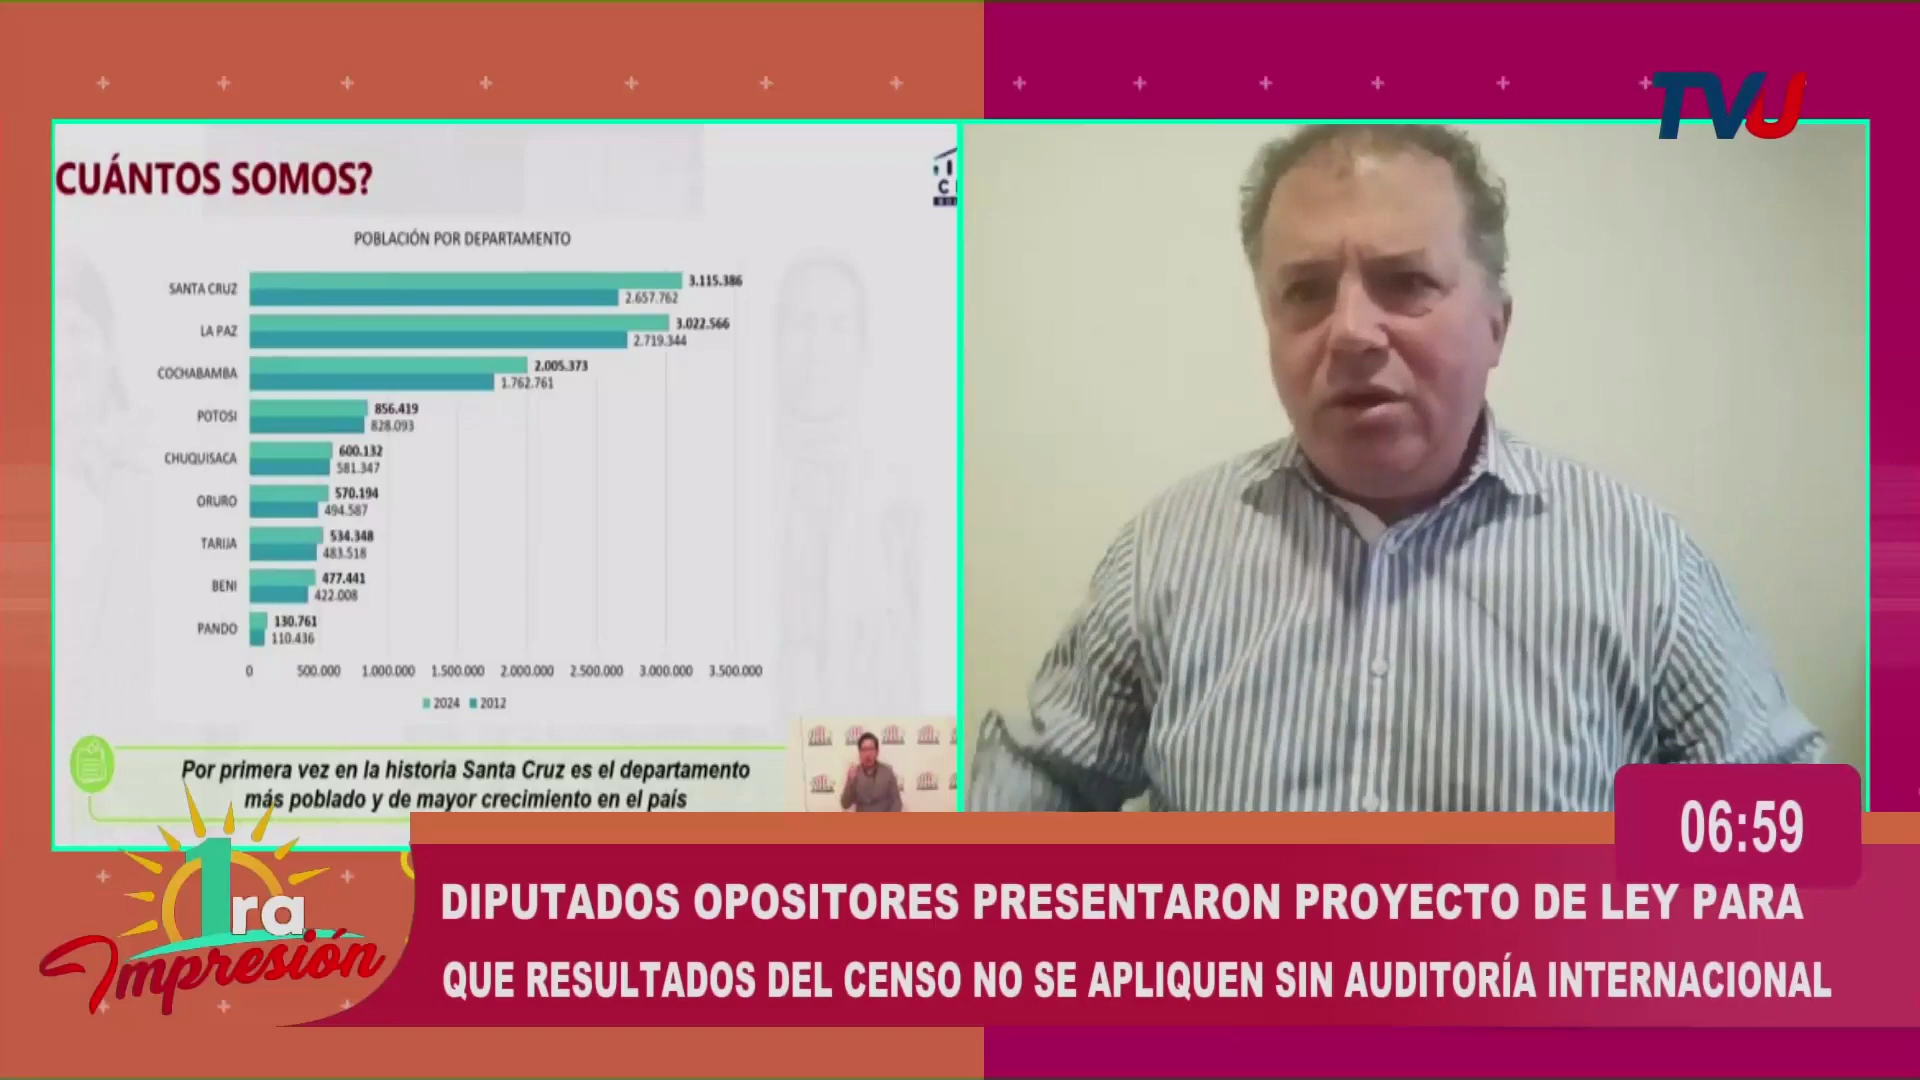 TVU
CUÁNTOS SOMOS?
POBLACIÓN POR DEPARTAMENTO
SANTA CRUZ 3.115.386
2.657.762
LA PAZ 3.022.566
2.719.344
COCHABAMBA 2.005.373
1.762.761
POTOSI 856.419
828.093
CHUQUISACA 600.132
581.347
ORURO 570.194
494.587
TARIJA 534.348
483.518
BENI 477.441
422.008
PANDO 130.761
110.436
0 500.000 1.000.000 1.500.000 2.000.000 2.500.000 3.000.000 3.500.000
2024 2012
Por primera vez en la historia Santa Cruz es el departamento
más poblado y de mayor crecimiento en el país
06:59
1ra
Impresión
DIPUTADOS OPOSITORES PRESENTARON PROYECTO DE LEY PARA
QUE RESULTADOS DEL CENSO NO SE APLIQUEN SIN AUDITORÍA INTERNACIONAL